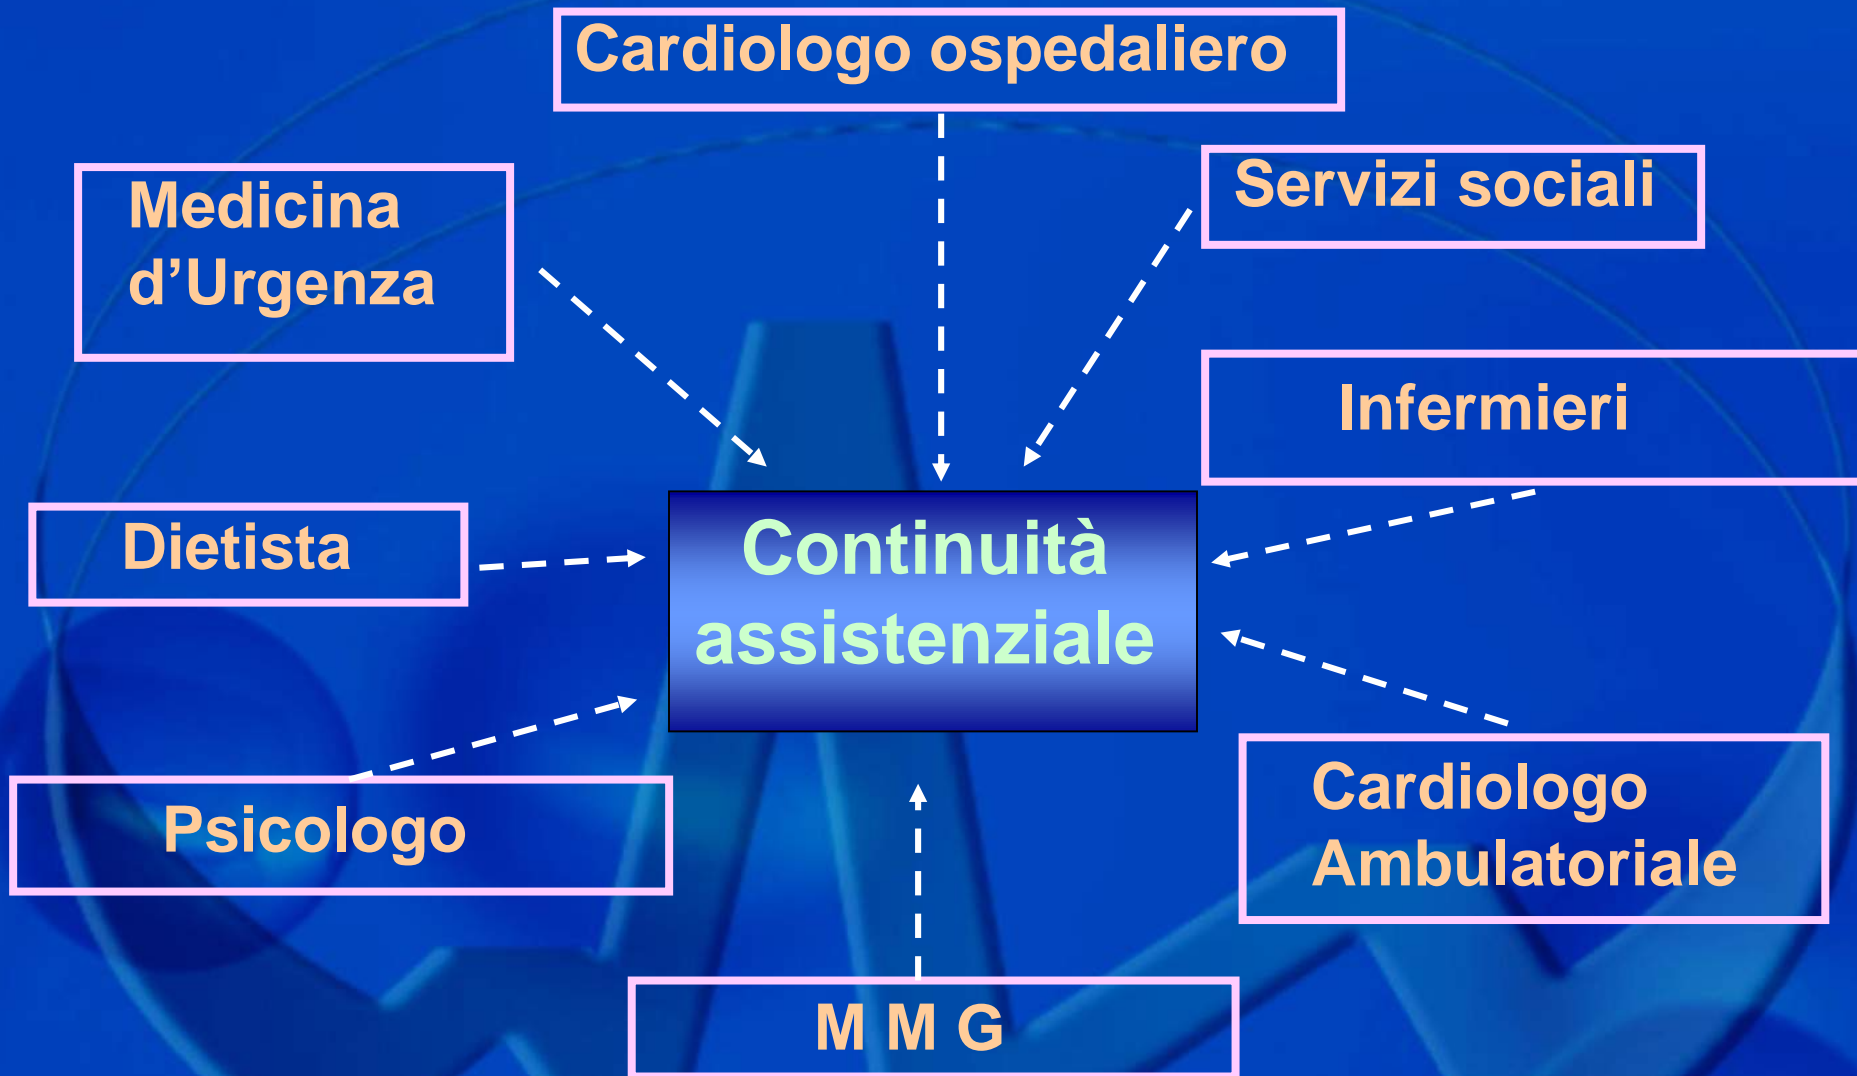 Cardiologo ospedaliero
Medicina
d’Urgenza
Servizi sociali
Infermieri
Dietista
Continuità
assistenziale
Psicologo
Cardiologo
Ambulatoriale
M M G